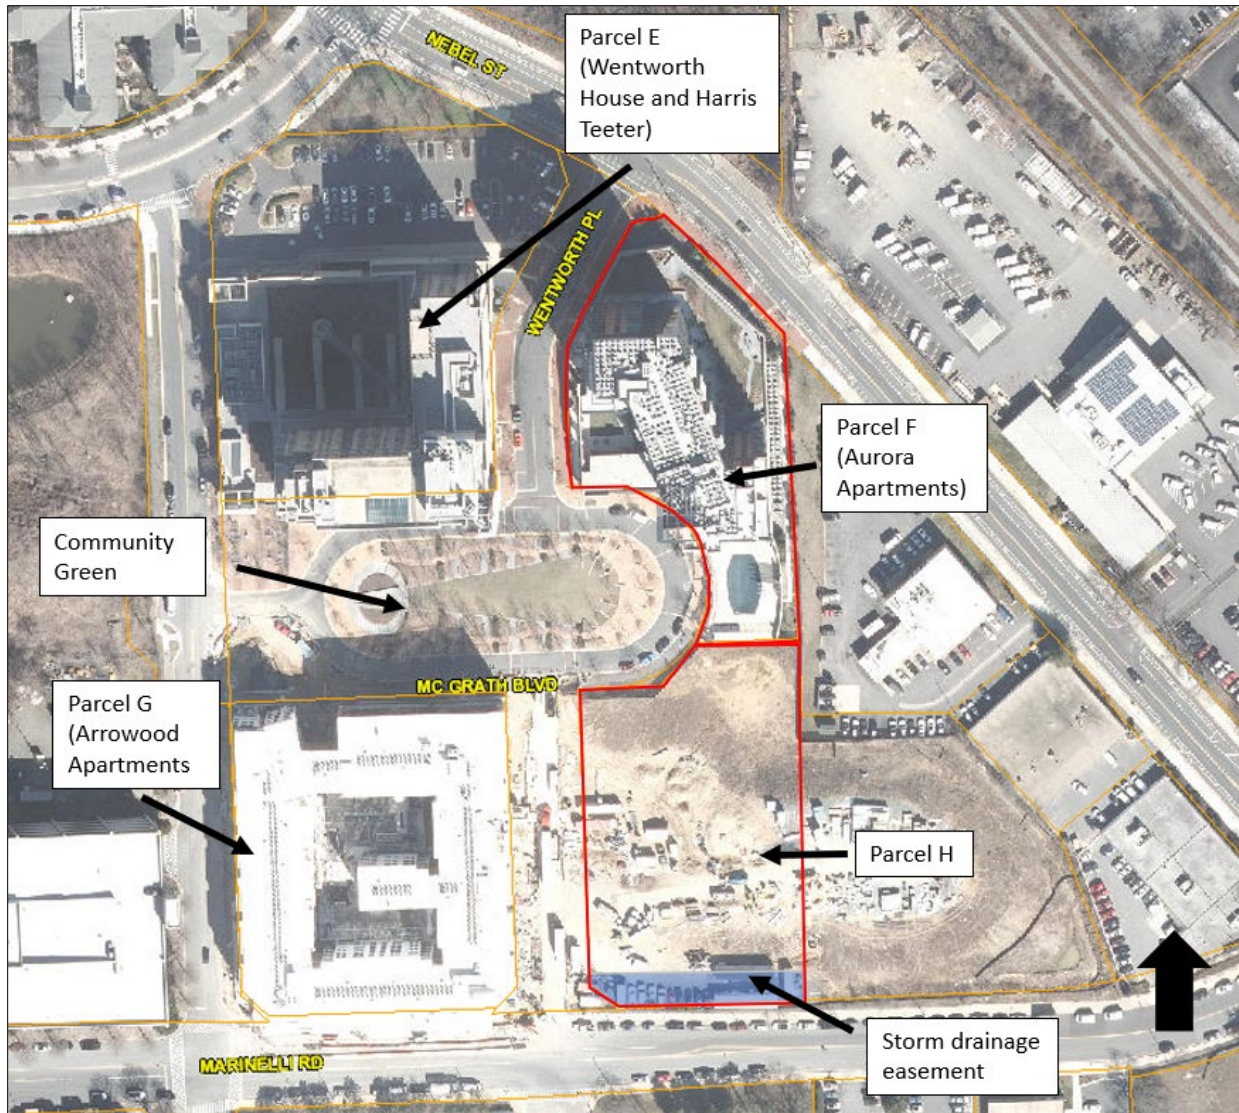 NEBEL ST
Parcel E
(Wentworth
House and Harris
Teeter)
WENTWORTH PL
Parcel F
(Aurora
Apartments)
Community
Green
MC GRATH BLVD
Parcel G
(Arrowood
Apartments
Parcel H
Storm drainage
easement
MARINELLI RD